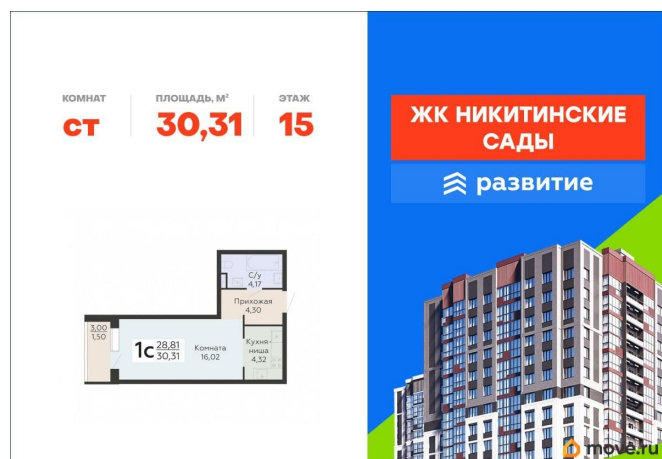 КОМНАТ
ПЛОЩАДЬ, М²
ЭТАЖ
СТ
30,31
15
ЖК НИКИТИНСКИЕ
САДЫ
развитие
С/у
4,17
Прихожая
4,30
3,00
1,50
1с
28,81
30,31
Комната
16,02
Кухня-
ниша
4,32
move.ru